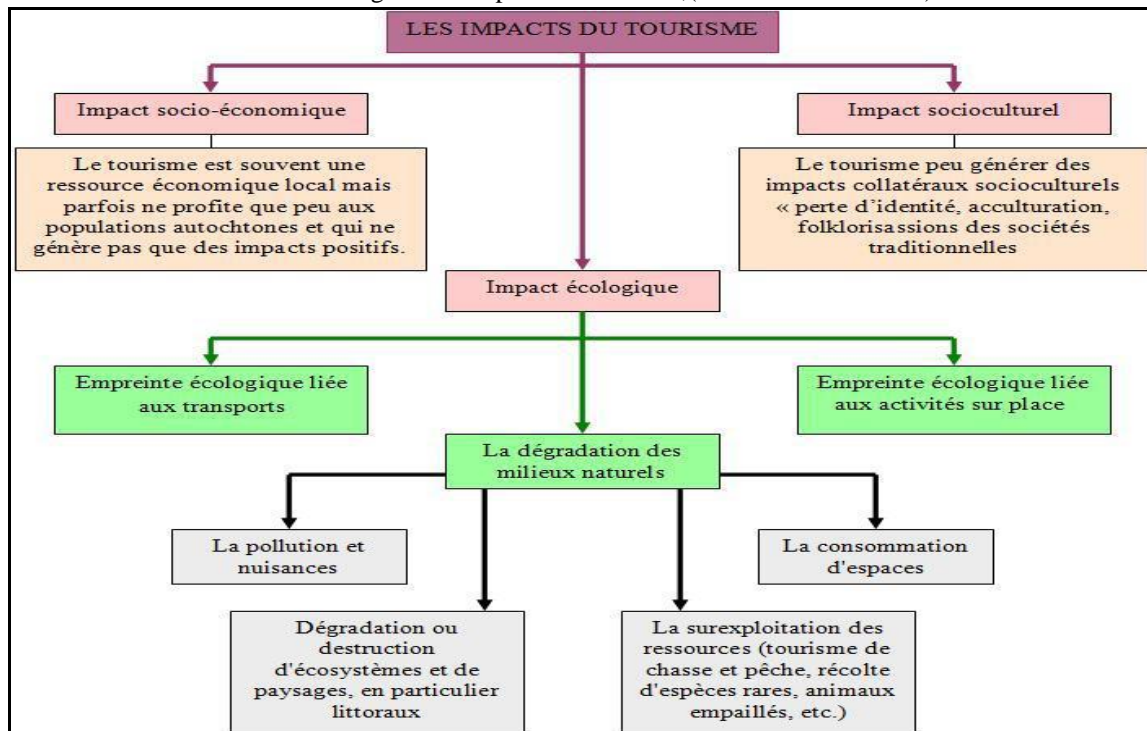 LES IMPACTS DU TOURISME
Impact socio-économique
Impact socioculturel
Le tourisme est souvent une
ressource économique local mais
parfois ne profite que peu aux
populations autochtones et qui ne
génère pas que des impacts positifs.
Le tourisme peu générer des
impacts collatéraux socioculturels
« perte d'identité, acculturation,
folklorisassions des sociétés
traditionnelles
Impact écologique
Empreinte écologique liée
aux transports
Empreinte écologique liée
aux activités sur place
La dégradation des
milieux naturels
La pollution et
nuisances
La consommation
d'espaces
Dégradation ou
destruction
d'écosystèmes et de
paysages, en particulier
littoraux
La surexploitation des
ressources (tourisme de
chasse et pêche, récolte
d'espèces rares, animaux
empaillés, etc.)